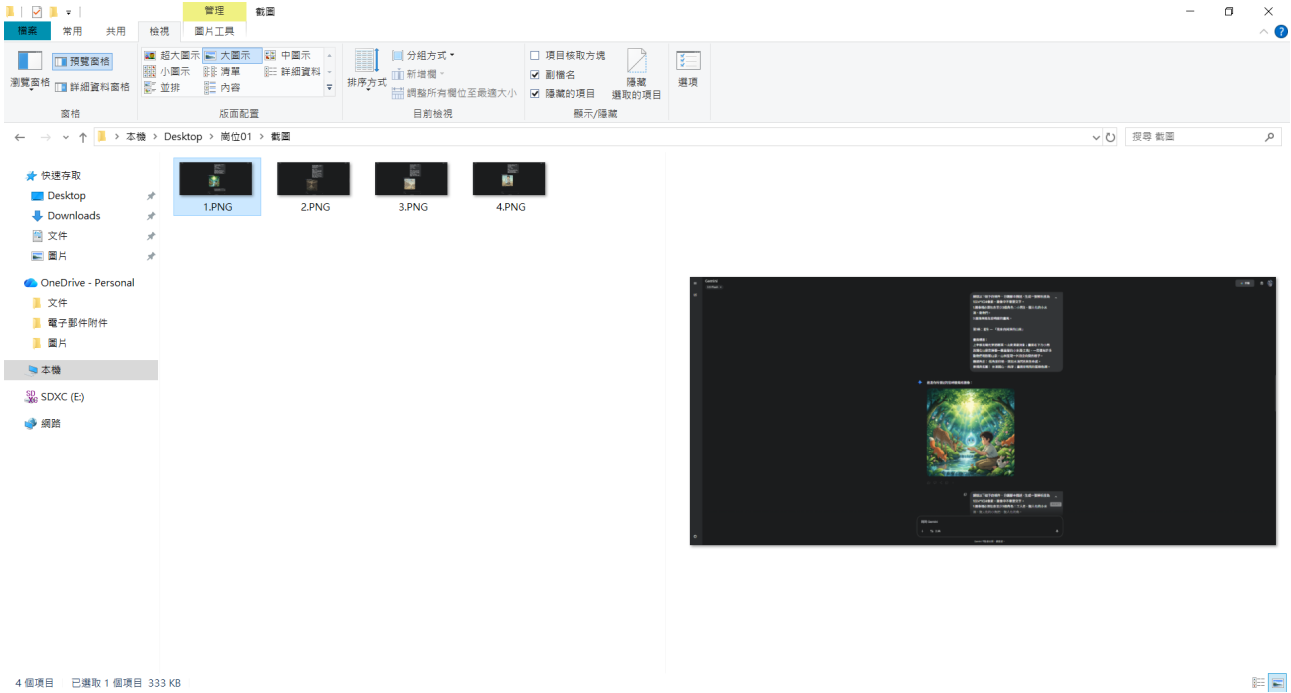 管理
截圖
檔案
常用
共用
檢視
圖片工具
瀏覽窗格
預覽窗格
詳細資料窗格
窗格
超大圖示
大圖示
中圖示
小圖示
清單
詳細資料
並排
內容
版面配置
排序方式
分組方式
新增欄
調整所有欄位至最適大小
目前檢視
項目核取方塊
副檔名
隱藏的項目
隱藏
選取的項目
顯示/隱藏
選項
本機 > Desktop > 崗位01 > 截圖
搜尋 截圖
快速存取
Desktop
Downloads
文件
圖片
OneDrive - Personal
文件
電子郵件附件
圖片
本機
SDXC (E:)
網路
1.PNG
2.PNG
3.PNG
4.PNG
Gemini
4 個項目
已選取 1 個項目 333 KB